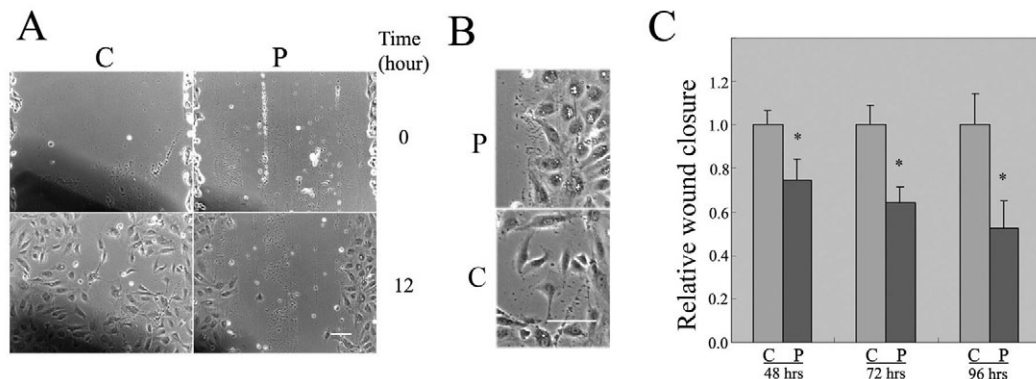 A
C
P
Time
(hour)
0
12
B
P
C
C
Relative wound closure
1.2
1.0
0.8
0.6
0.4
0.2
0.0
*
*
*
C P
C P
C P
48 hrs
72 hrs
96 hrs